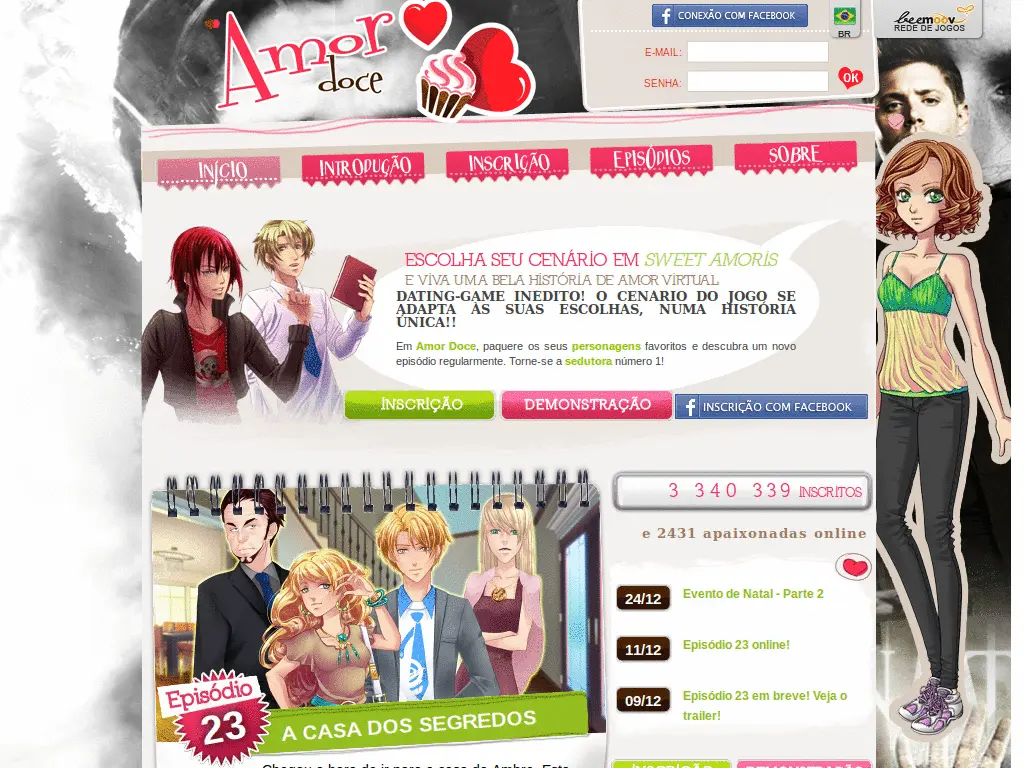 Amor
doce
CONEXÃO COM FACEBOOK
BR
beemoov
REDE DE JOGOS
E-MAIL:
SENHA:
OK
INÍCIO
INTRODUÇÃO
INSCRIÇÃO
EPISÓDIOS
SOBRE
ESCOLHA SEU CENÁRIO EM SWEET AMORIS
E VIVA UMA BELA HISTÓRIA DE AMOR VIRTUAL
DATING-GAME INEDITO! O CENARIO DO JOGO SE
ADAPTA ÀS SUAS ESCOLHAS, NUMA HISTÓRIA
ÚNICA!!
Em Amor Doce, paquere os seus personagens favoritos e descubra um novo
episódio regularmente. Torne-se a sedutora número 1!
INSCRIÇÃO
DEMONSTRAÇÃO
INSCRIÇÃO COM FACEBOOK
3 340 339 INSCRITOS
e 2431 apaixonadas online
24/12
Evento de Natal - Parte 2
11/12
Episódio 23 online!
09/12
Episódio 23 em breve! Veja o
trailer!
Episódio
23
A CASA DOS SEGREDOS
Chegou a hora de ir para a casa da Ambre. Esta
INSCRIÇÃO
DEMONSTRAÇÃO